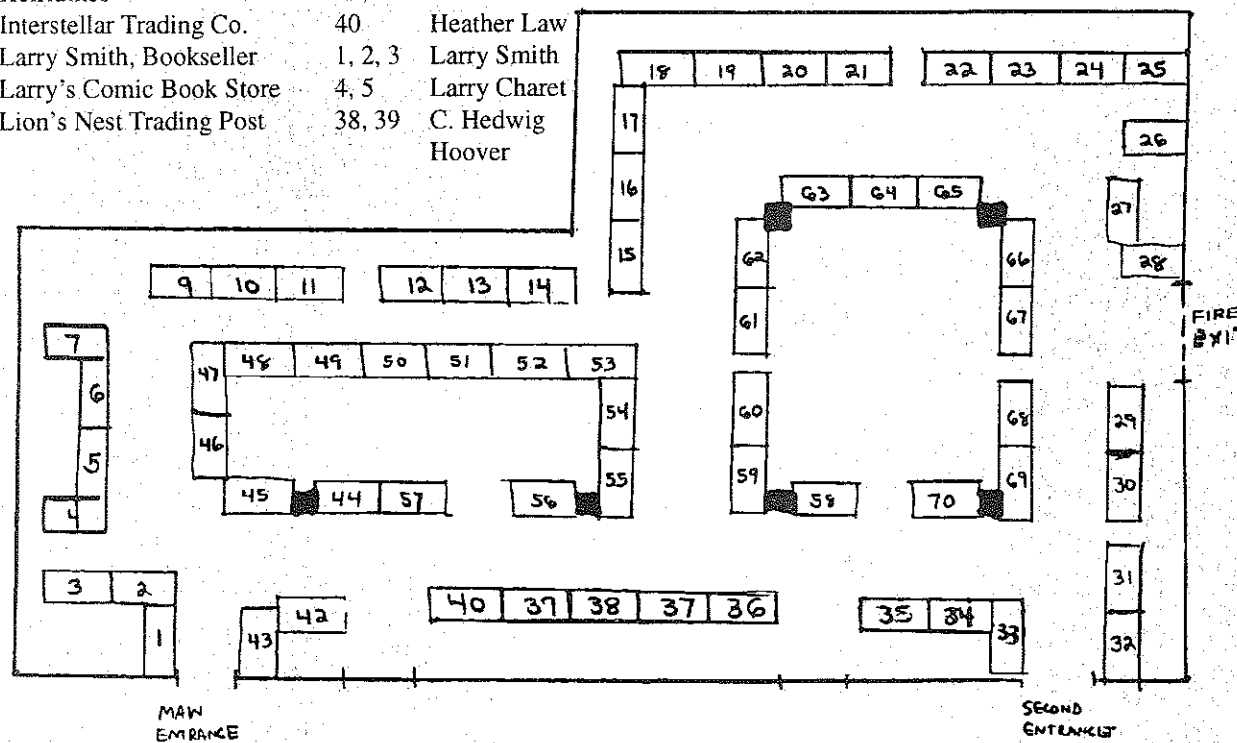 Interstellar Trading Co. 40 Heather Law
Larry Smith, Bookseller 1, 2, 3 Larry Smith
Larry's Comic Book Store 4, 5 Larry Charet
Lion's Nest Trading Post 38, 39 C. Hedwig
Hoover
18 19 20 21 22 23 24 25
17
26
16 63 64 65 27
15 62 66 28
9 10 11 12 13 14
61 67
FIRE
EXIT
7
47 48 49 50 51 52 53
6 54 60 68 29
46
5 55 59 69 30
45 44 57 56 58 70
4
3 2 31
1 43 42 40 37 38 37 36 35 34 33 32
MAIN
ENTRANCE
SECOND
ENTRANCE